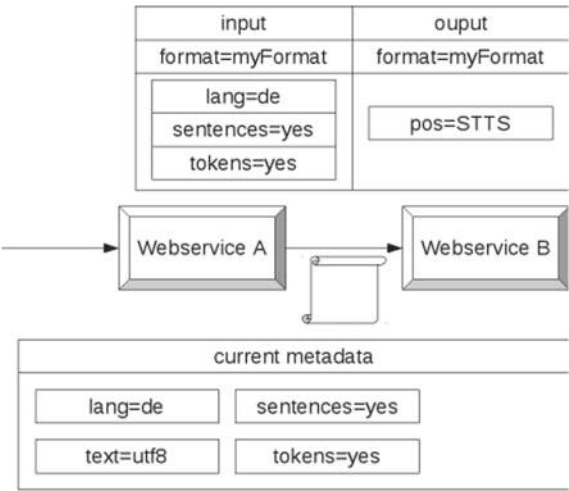 input ouput
format=myFormat format=myFormat
lang=de
sentences=yes pos=STTS
tokens=yes
Webservice A Webservice B
current metadata
lang=de sentences=yes
text=utf8 tokens=yes